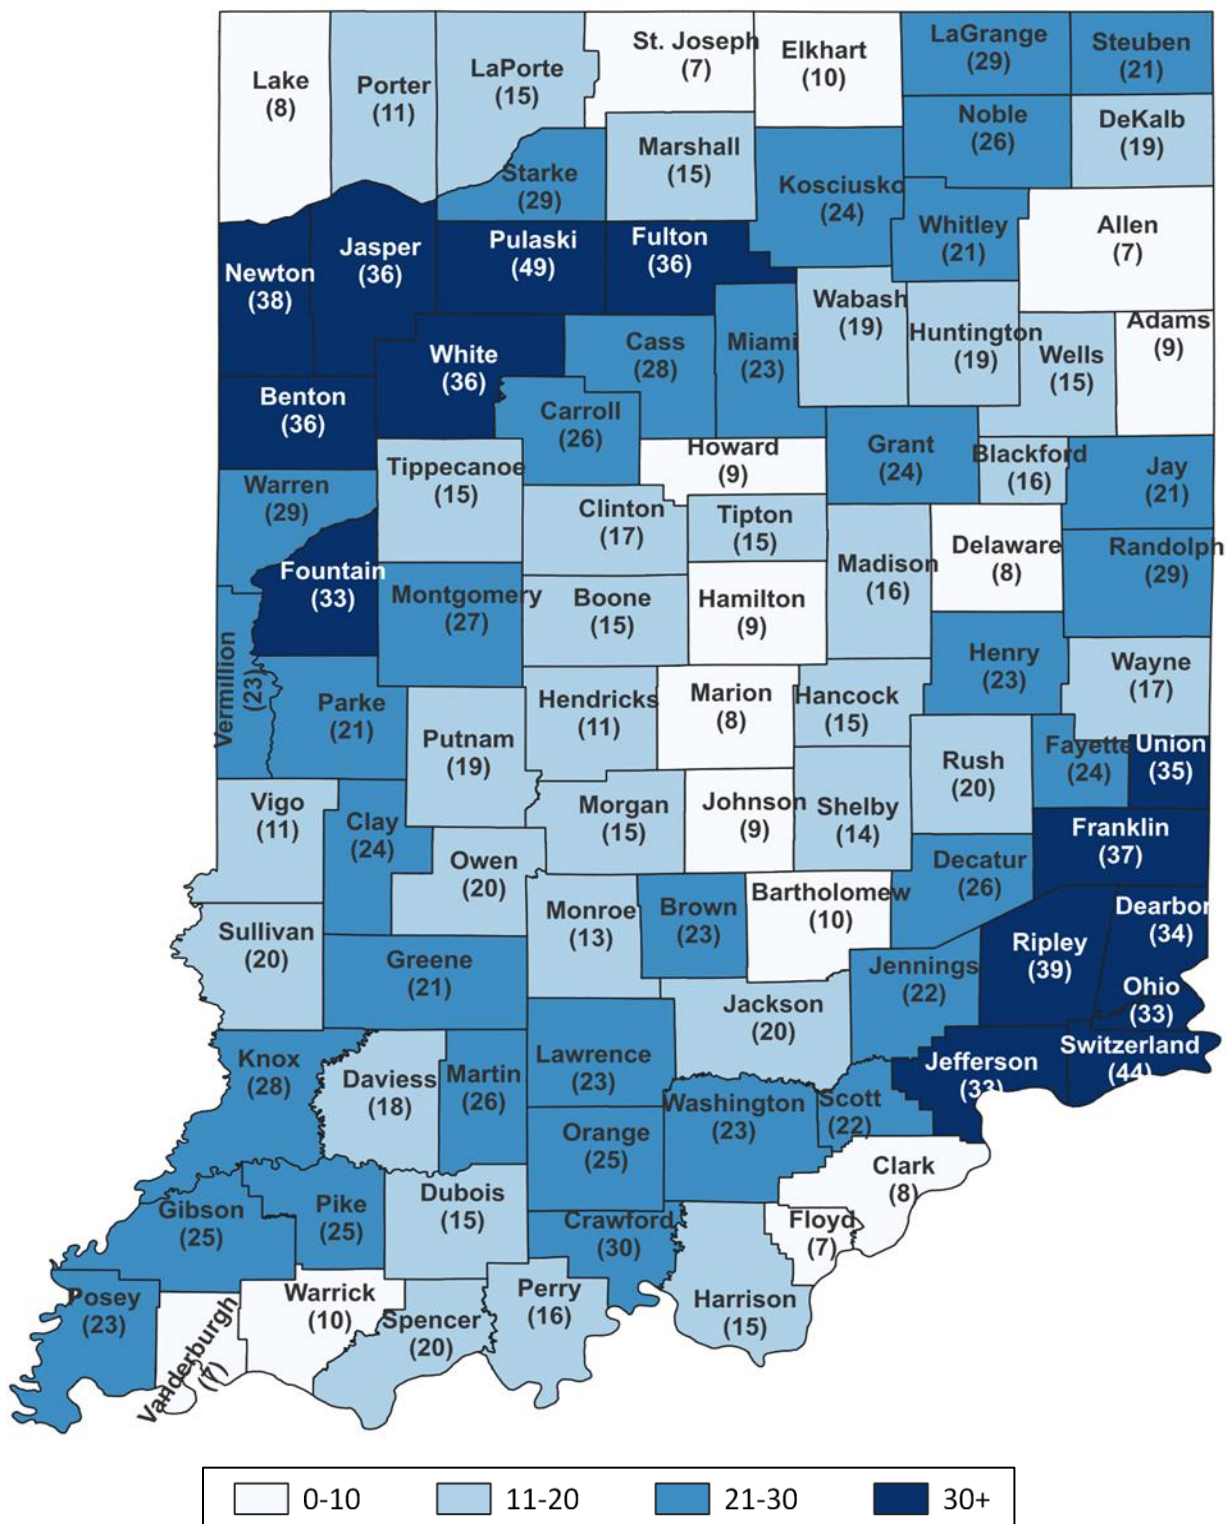 St. Joseph
(7)
Elkhart
(10)
LaGrange
(29)
Steuben
(21)
Lake
(8)
Porter
(11)
LaPorte
(15)
Noble
(26)
DeKalb
(19)
Marshall
(15)
Starke
(29)
Kosciusko
(24)
Whitley
(21)
Allen
(7)
Newton
(38)
Jasper
(36)
Pulaski
(49)
Fulton
(36)
Wabash
(19)
Huntington
(19)
Wells
(15)
Adams
(9)
White
(36)
Cass
(28)
Miami
(23)
Benton
(36)
Carroll
(26)
Howard
(9)
Grant
(24)
Blackford
(16)
Jay
(21)
Warren
(29)
Tippecanoe
(15)
Clinton
(17)
Tipton
(15)
Madison
(16)
Delaware
(8)
Randolph
(29)
Fountain
(33)
Montgomery
(27)
Boone
(15)
Hamilton
(9)
Henry
(23)
Wayne
(17)
Vermillion
(23)
Parke
(21)
Putnam
(19)
Hendricks
(11)
Marion
(8)
Hancock
(15)
Rush
(20)
Fayette
(24)
Union
(35)
Vigo
(11)
Clay
(24)
Owen
(20)
Morgan
(15)
Johnson
(9)
Shelby
(14)
Franklin
(37)
Decatur
(26)
Sullivan
(20)
Greene
(21)
Monroe
(13)
Brown
(23)
Bartholomew
(10)
Jennings
(22)
Ripley
(39)
Dearbor
(34)
Ohio
(33)
Knox
(28)
Daviess
(18)
Martin
(26)
Lawrence
(23)
Jackson
(20)
Jefferson
(33)
Switzerland
(44)
Washington
(23)
Scott
(22)
Orange
(25)
Clark
(8)
Gibson
(25)
Pike
(25)
Dubois
(15)
Crawford
(30)
Floyd
(7)
Posey
(23)
Vanderburgh
(7)
Warrick
(10)
Spencer
(20)
Perry
(16)
Harrison
(15)
0-10
11-20
21-30
30+